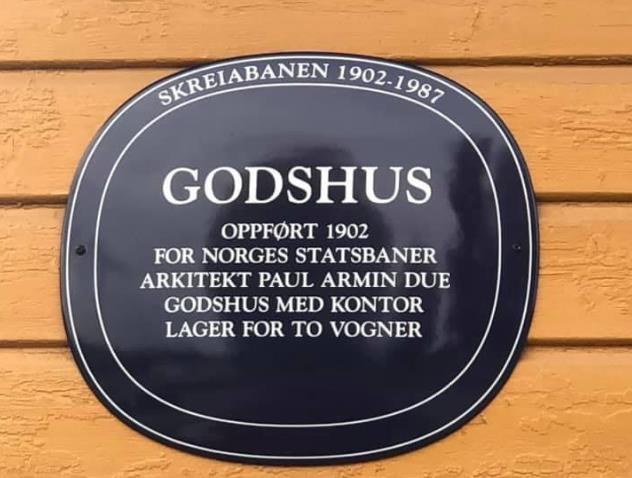 SKREIABANEN 1902-1987
GODSHUS
OPPFØRT 1902
FOR NORGES STATSBANER
ARKITEKT PAUL ARMIN DUE
GODSHUS MED KONTOR
LAGER FOR TO VOGNER